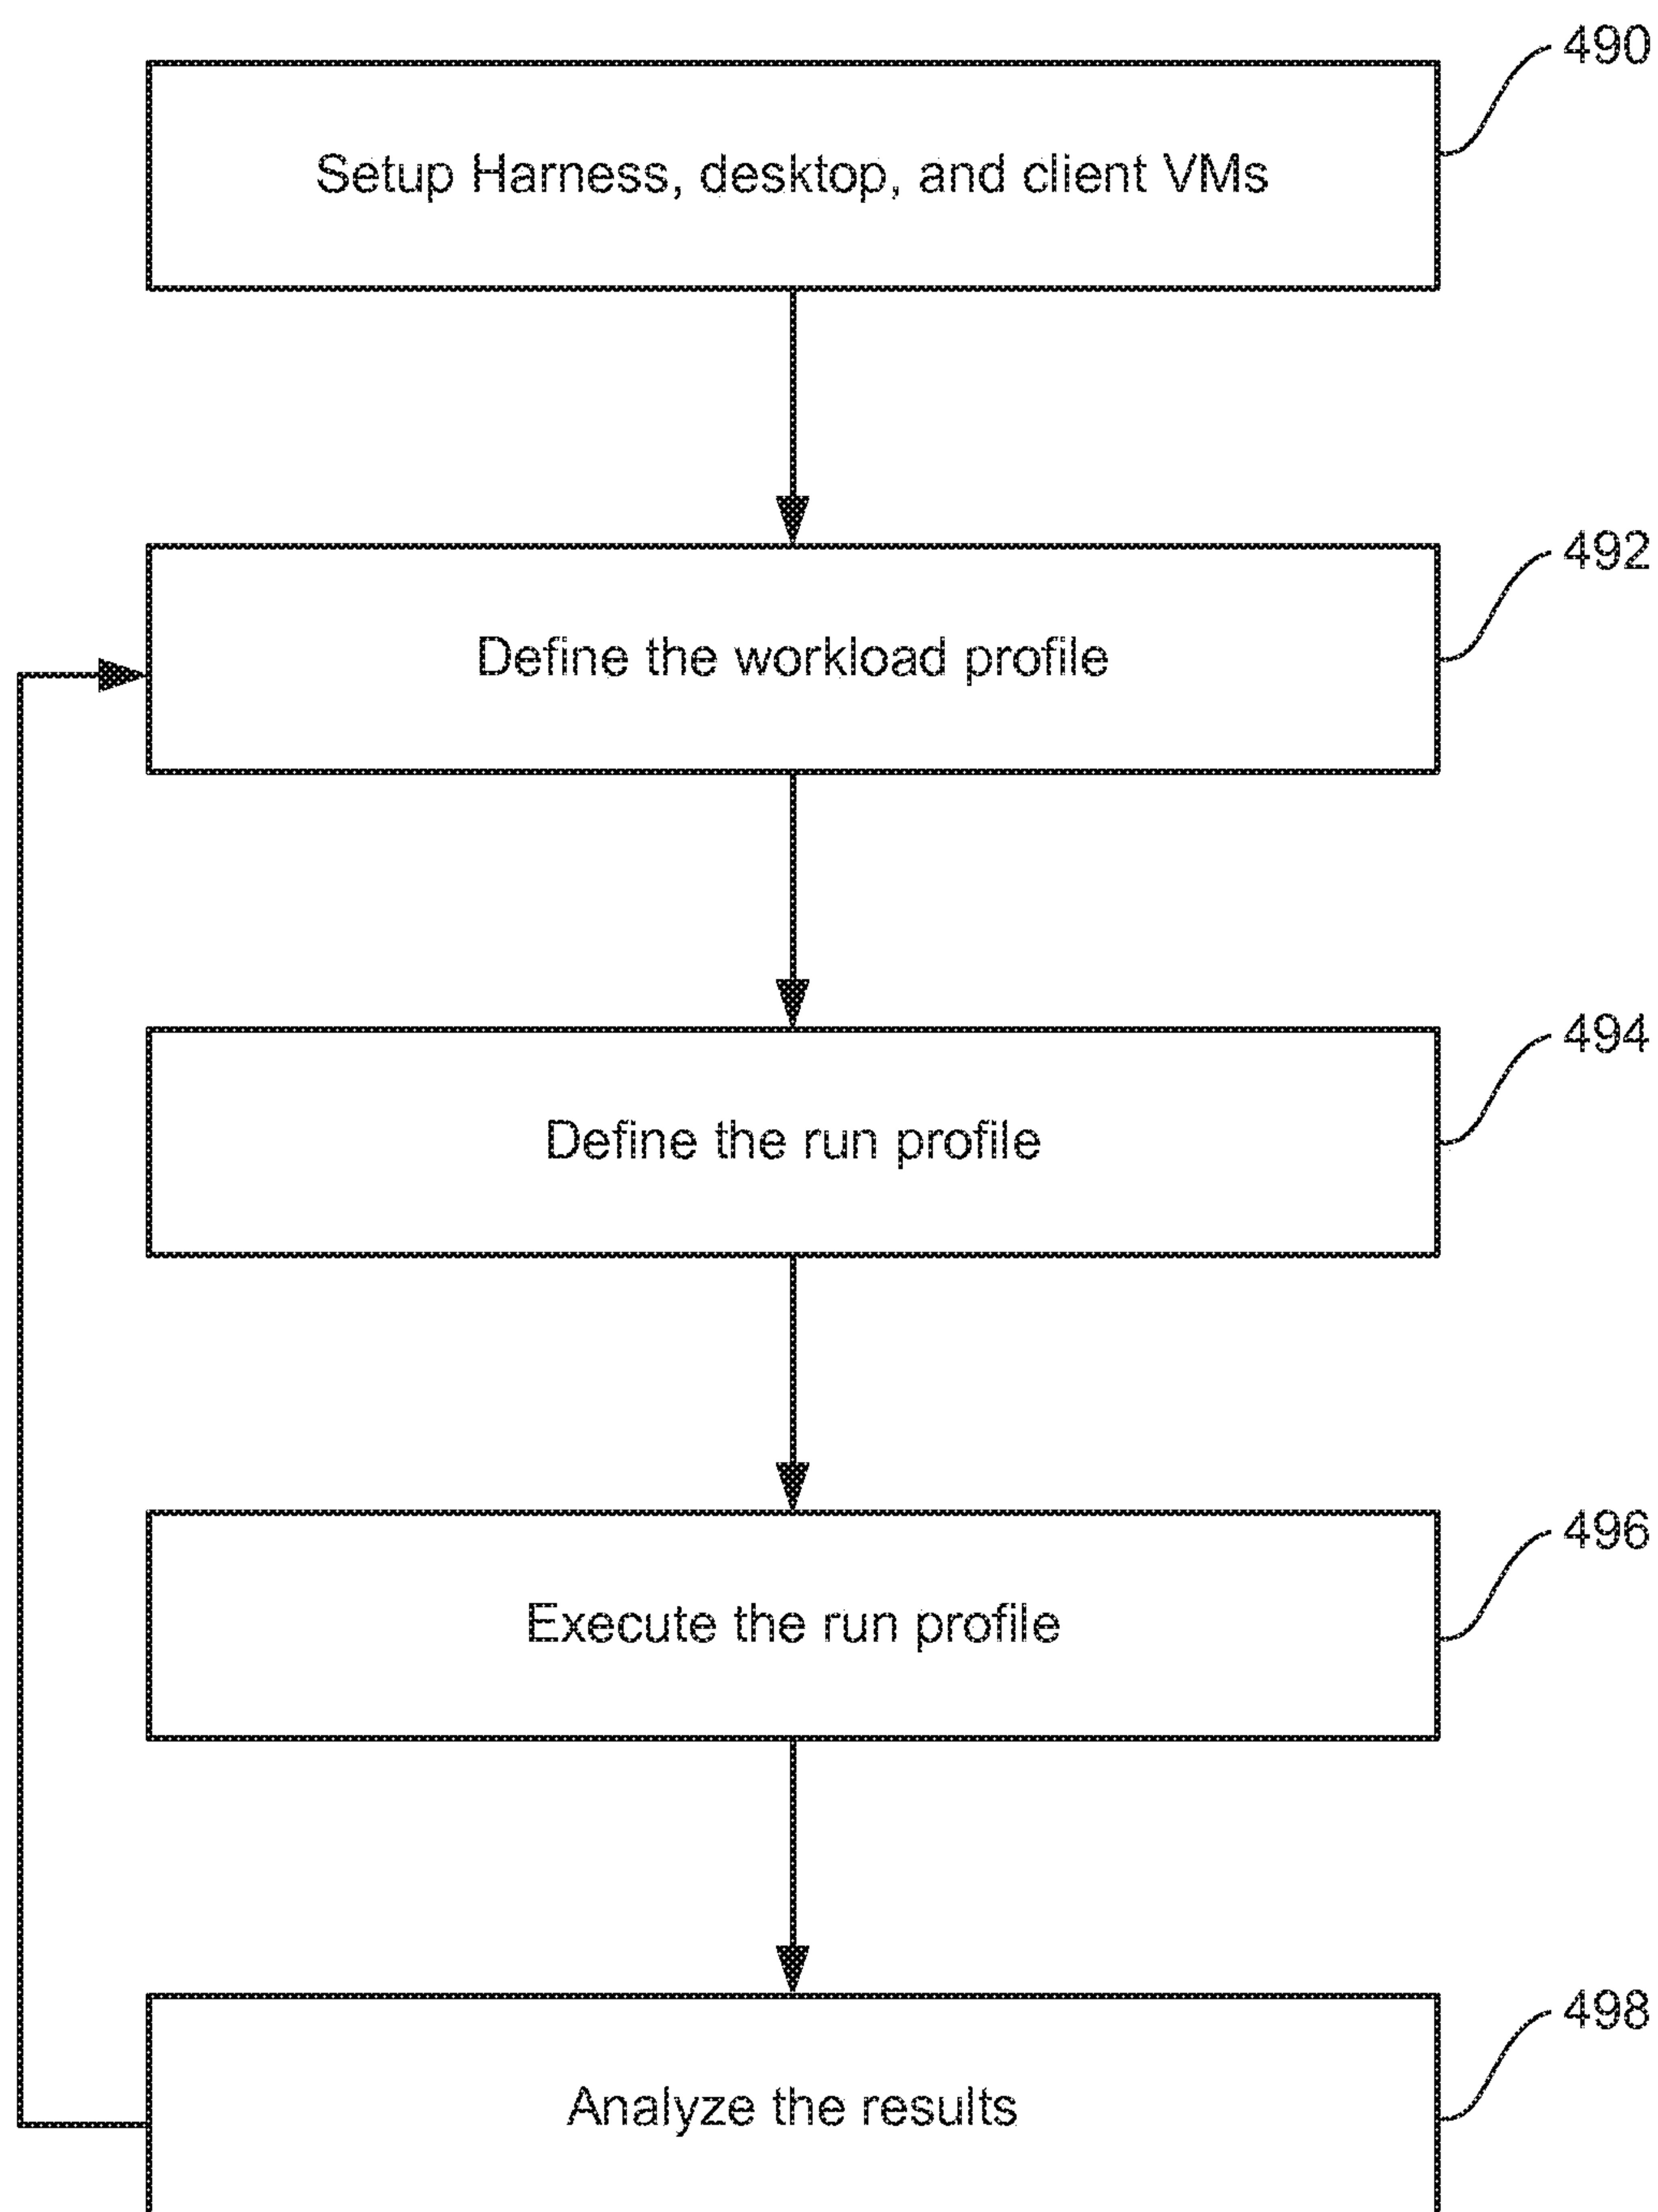 490
Setup Harness, desktop, and client VMs
492
Define the workload profile
494
Define the run profile
496
Execute the run profile
498
Analyze the results